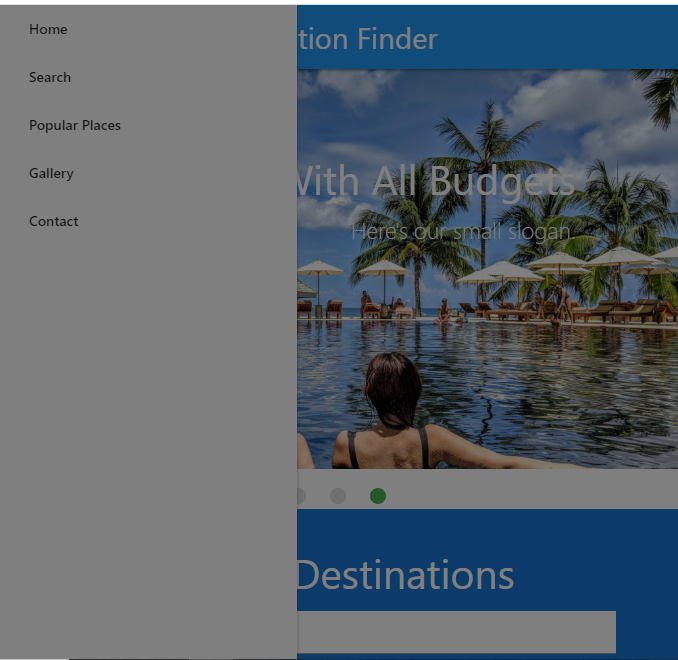 Home
Search
Popular Places
Gallery
Contact
tion Finder
With All Budgets
Here's our small slogan
Destinations